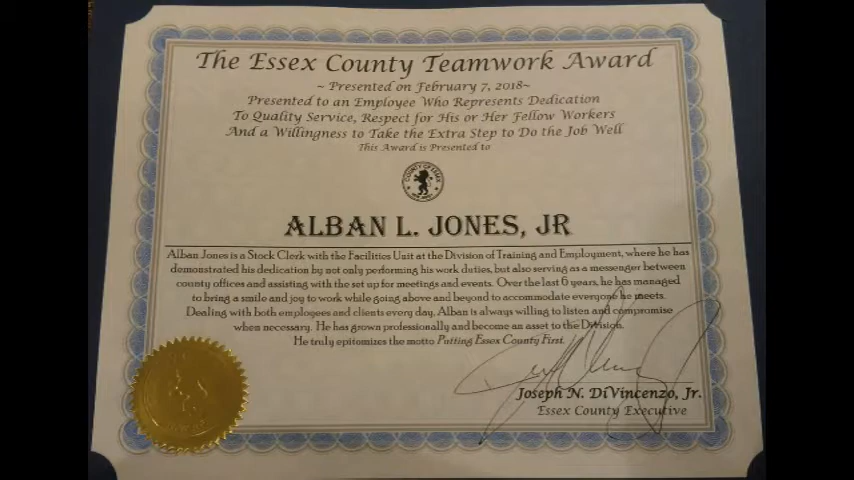 The Essex County Teamwork Award
~ Presented on February 7, 2018~
Presented to an Employee Who Represents Dedication
To Quality Service, Respect for His or Her Fellow Workers
And a Willingness to Take the Extra Step to Do the Job Well
This Award is Presented to
COUNTY OF ESSEX
ALBAN L. JONES, JR
Alban Jones is a Stock Clerk with the Facilities Unit at the Division of Training and Employment, where he has
demonstrated his dedication by not only performing his work duties, but also serving as a messenger between
county offices and assisting with the set up for meetings and events. Over the last 6 years, he has managed
to bring a smile and joy to work while going above and beyond to accommodate everyone he meets.
Dealing with both employees and clients every day, Alban is always willing to listen and compromise
when necessary. He has grown professionally and become an asset to the Division.
He truly epitomizes the motto Putting Essex County First.
Joseph N. DiVincenzo, Jr.
Essex County Executive